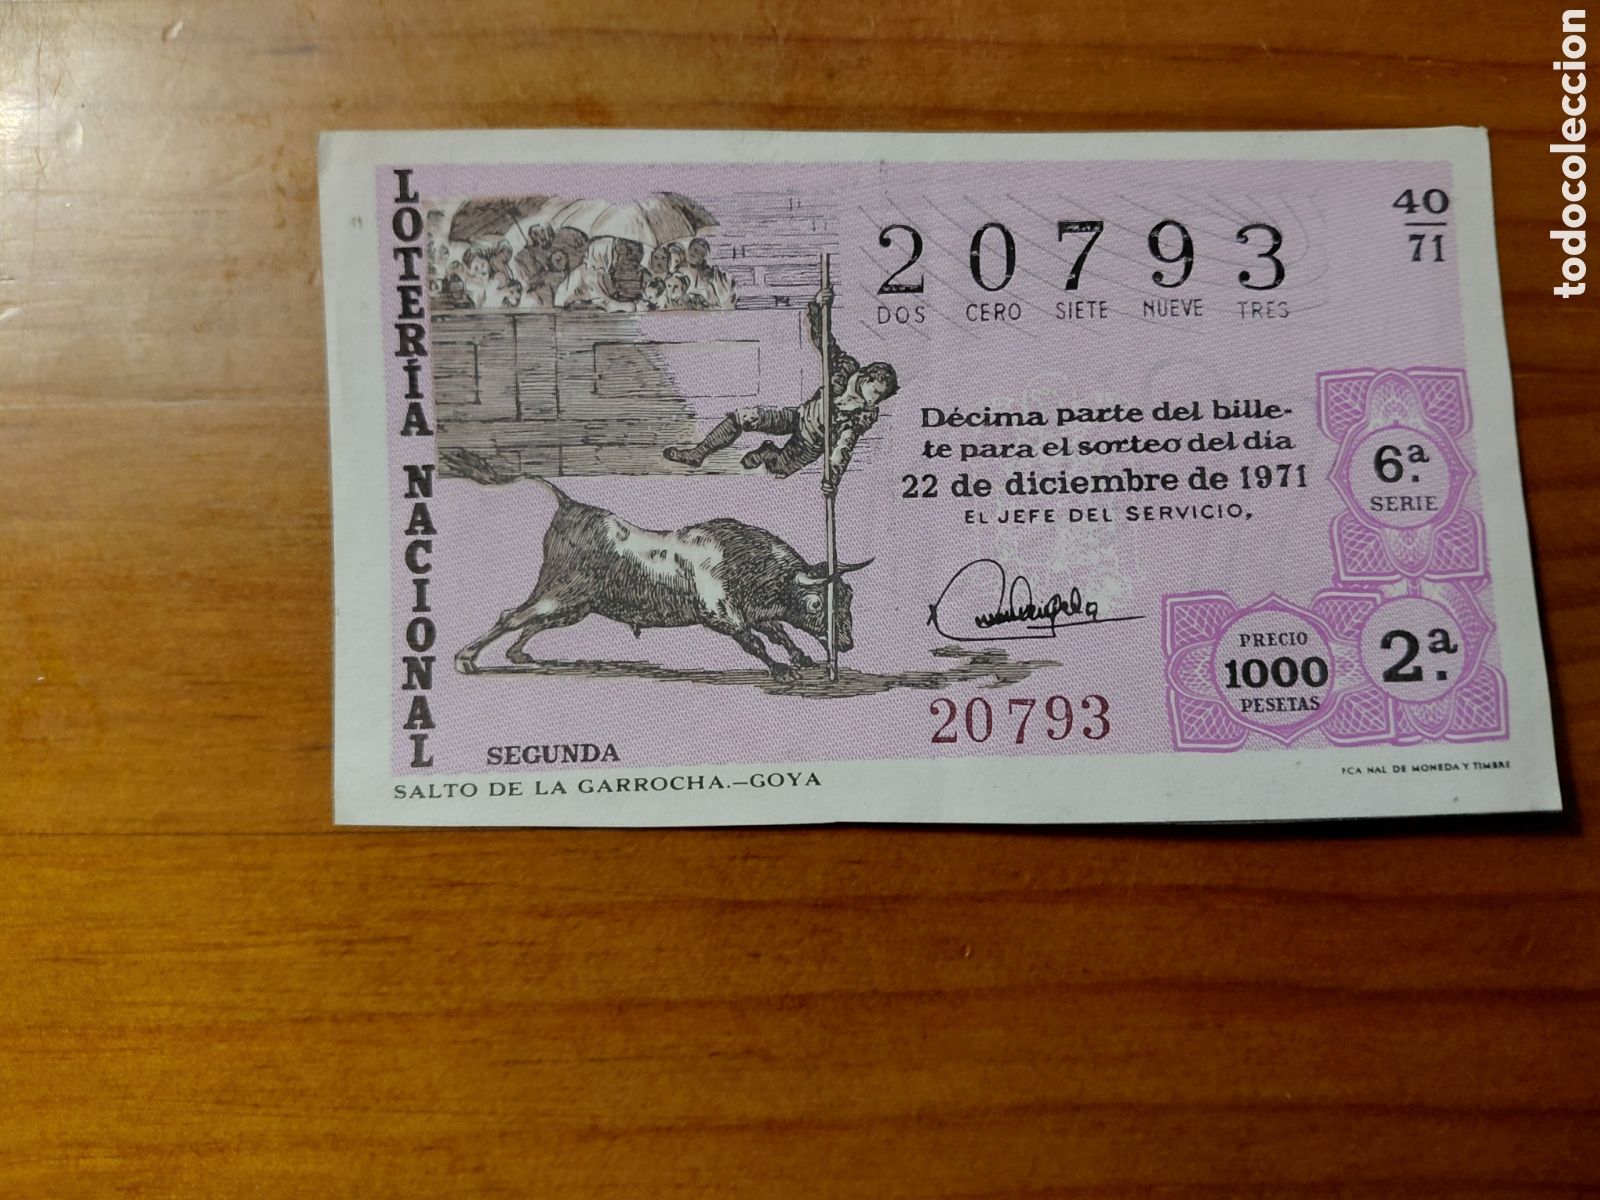 LOTERÍA NACIONAL
20793
DOS CERO SIETE NUEVE TRES
40
71
Décima parte del bille-
te para el sorteo del día
22 de diciembre de 1971
EL JEFE DEL SERVICIO,
6ª
SERIE
PRECIO
1000
PESETAS
2ª
20793
SEGUNDA
SALTO DE LA GARROCHA.—GOYA
FCA NAL DE MONEDA Y TIMBRE
todocoleccion